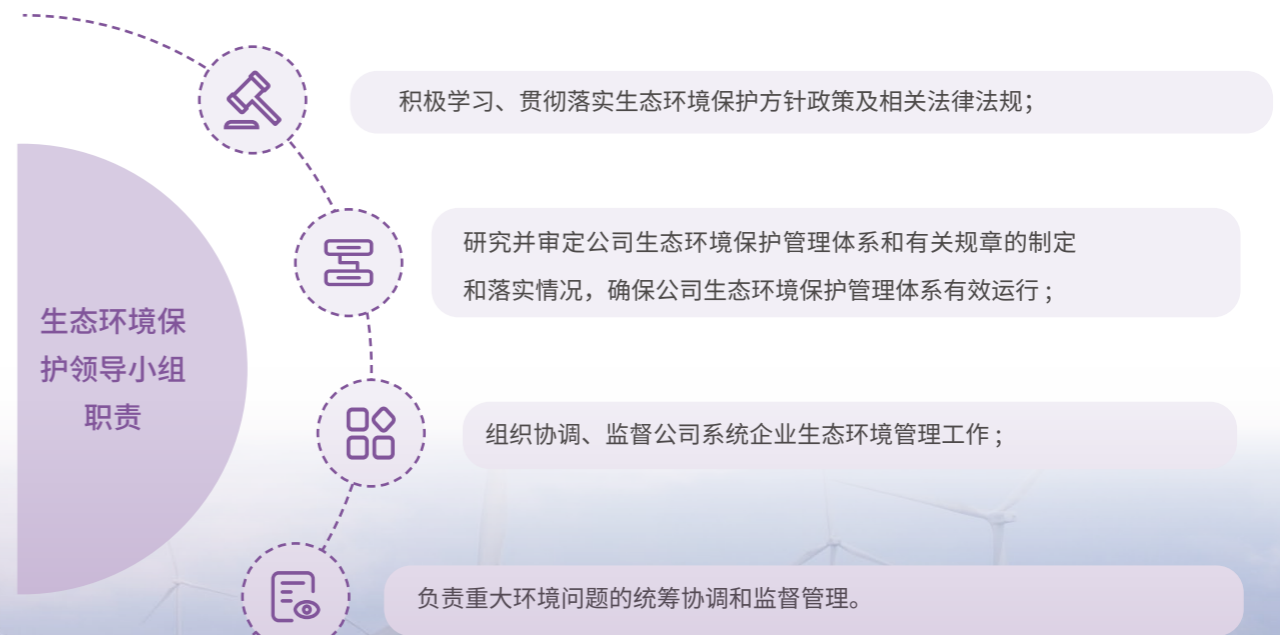 生态环境保
护领导小组
职责
积极学习、贯彻落实生态环境保护方针政策及相关法律法规；
研究并审定公司生态环境保护管理体系和有关规章的制定
和落实情况，确保公司生态环境保护管理体系有效运行；
组织协调、监督公司系统企业生态环境管理工作；
负责重大环境问题的统筹协调和监督管理。